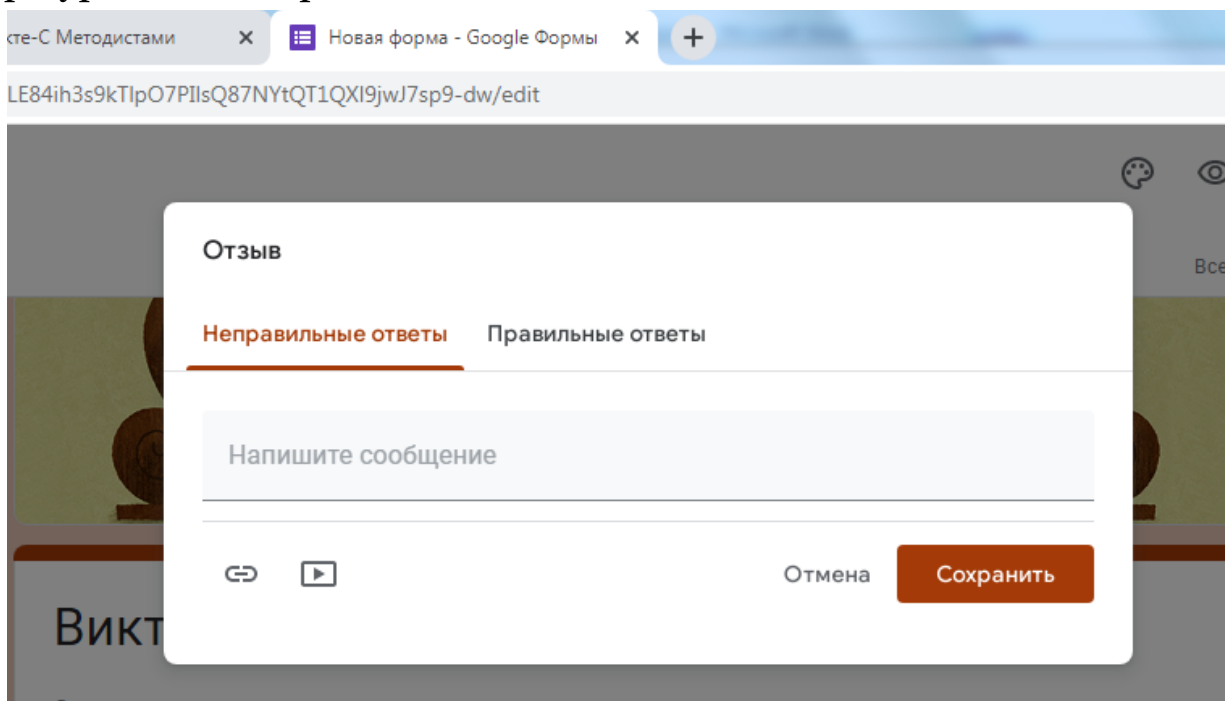 кте-С Методистами
Новая форма - Google Формы
LE84ih3s9kTlpO7PIlsQ87NYtQT1QXl9jwJ7sp9-dw/edit
Все
Отзыв
Неправильные ответы Правильные ответы
Напишите сообщение
Отмена Сохранить
Викт